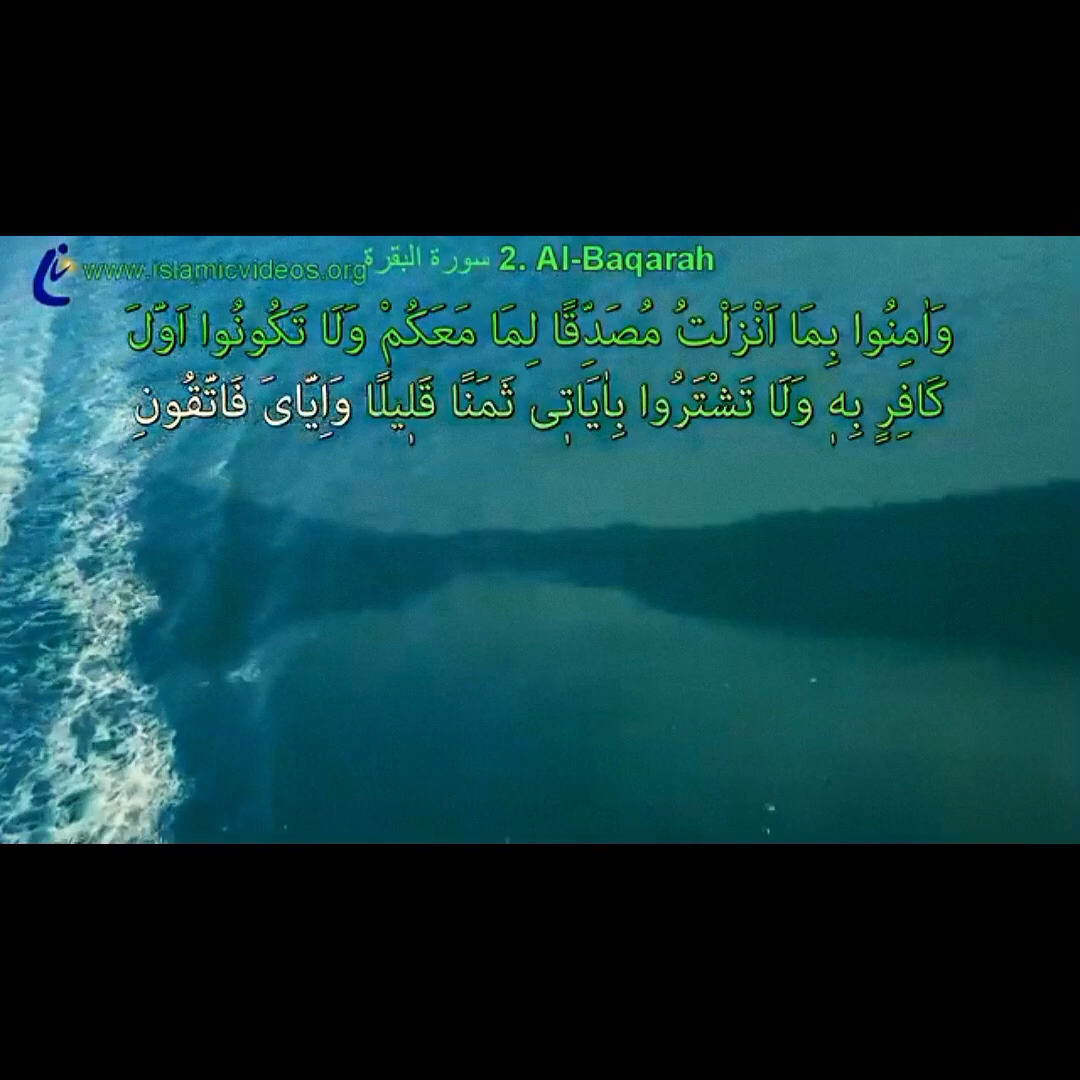 www.islamicvideos.org سورة البقرة 2. Al-Baqarah
وَاٰمِنُوا بِمَا اَنْزَلْتُ مُصَدِّقًا لِمَا مَعَكُمْ وَلَا تَكُونُوا اَوَّلَ
كَافِرٍ بِهٖ وَلَا تَشْتَرُوا بِاٰيَاتٖى ثَمَنًا قَلٖيلًا وَاِيَّاىَ فَاتَّقُونِ